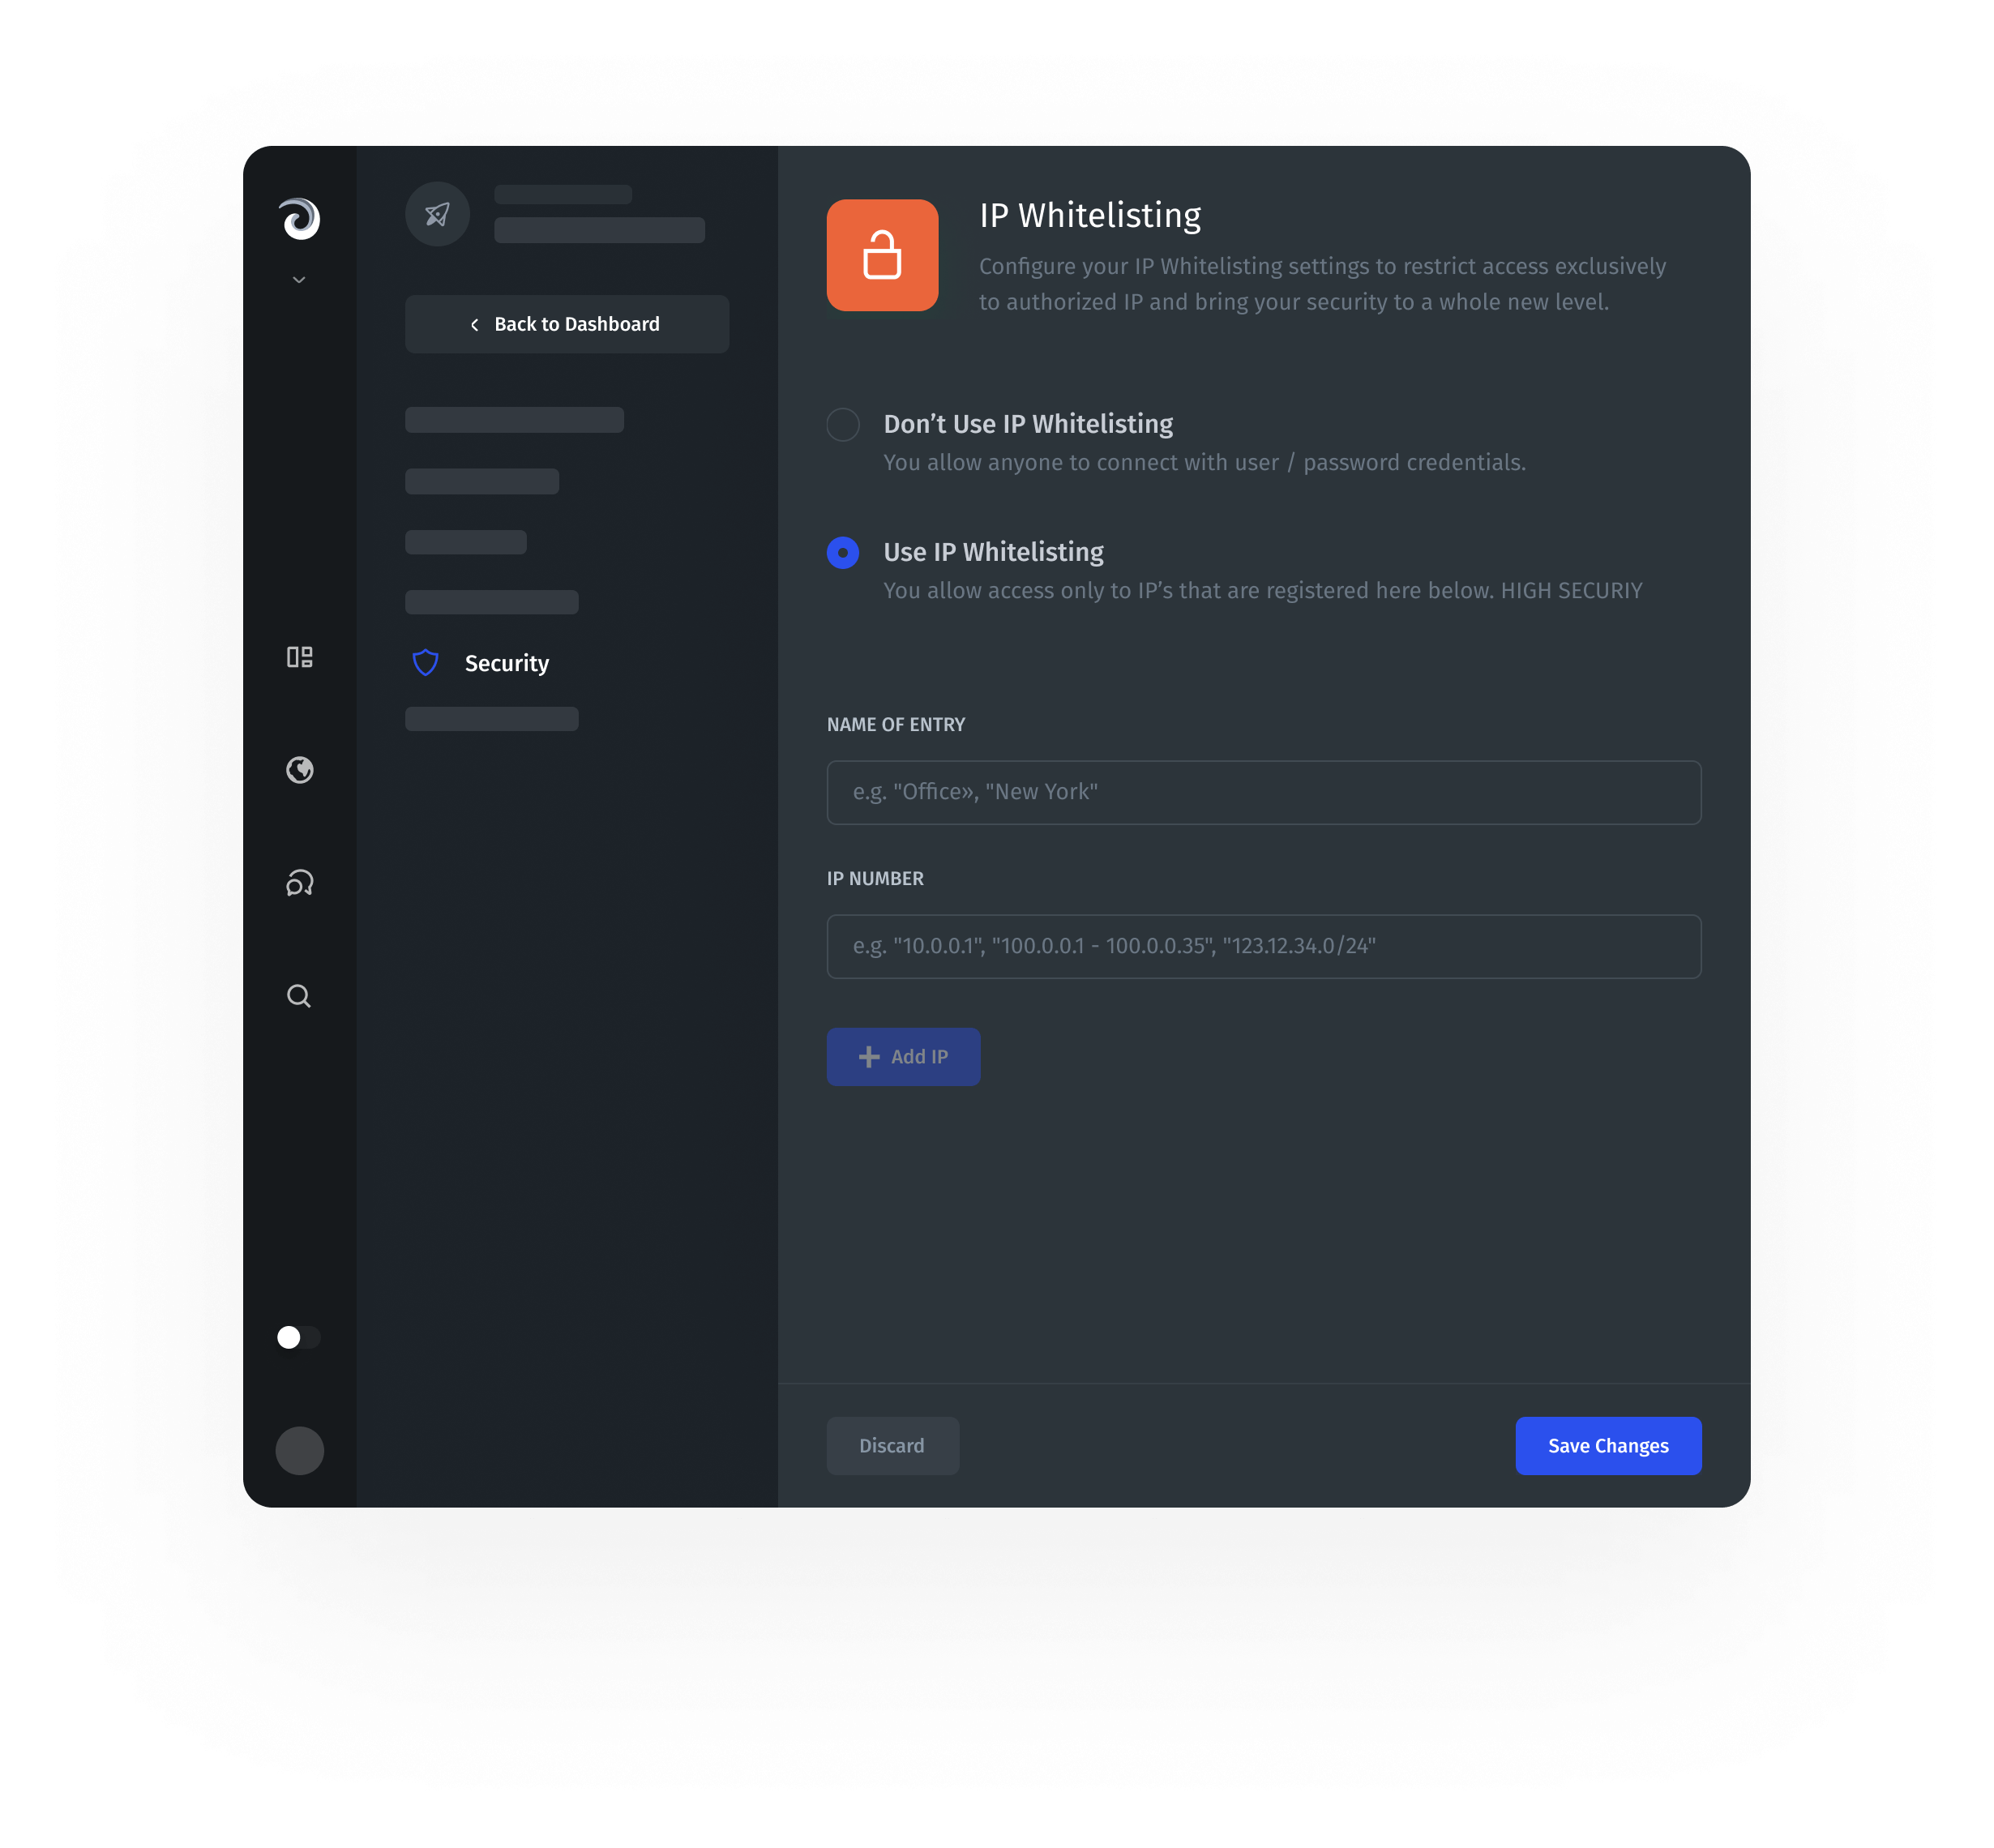 Back to Dashboard
Security
IP Whitelisting
Configure your IP Whitelisting settings to restrict access exclusively
to authorized IP and bring your security to a whole new level.
Don’t Use IP Whitelisting
You allow anyone to connect with user / password credentials.
Use IP Whitelisting
You allow access only to IP’s that are registered here below. HIGH SECURIY
NAME OF ENTRY
e.g. "Office», "New York"
IP NUMBER
e.g. "10.0.0.1", "100.0.0.1 - 100.0.0.35", "123.12.34.0/24"
Add IP
Discard
Save Changes